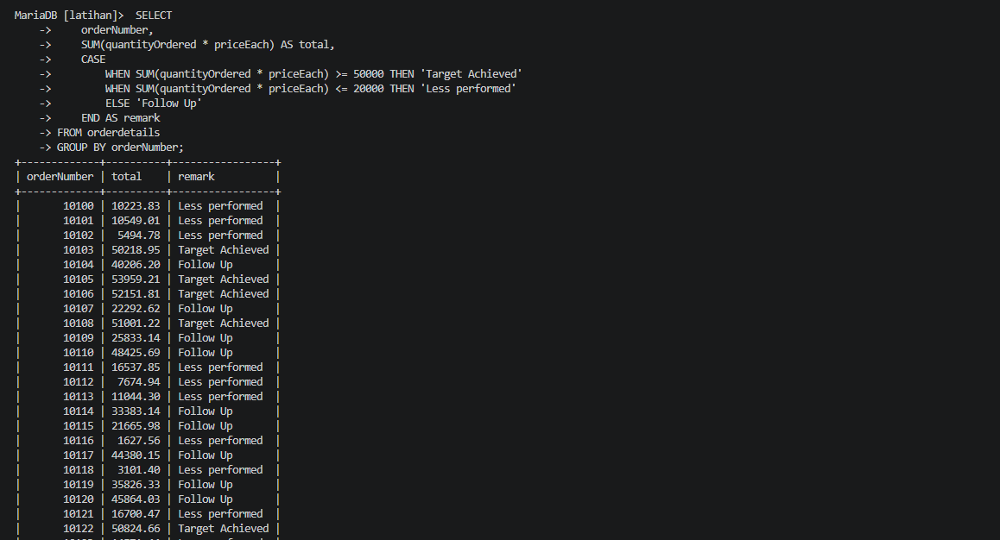 MariaDB [latihan]>  SELECT
    ->     orderNumber,
    ->     SUM(quantityOrdered * priceEach) AS total,
    ->     CASE
    ->         WHEN SUM(quantityOrdered * priceEach) >= 50000 THEN 'Target Achieved'
    ->         WHEN SUM(quantityOrdered * priceEach) <= 20000 THEN 'Less performed'
    ->         ELSE 'Follow Up'
    ->     END AS remark
    -> FROM orderdetails
    -> GROUP BY orderNumber;
+-------------+----------+-----------------+
| orderNumber | total    | remark          |
+-------------+----------+-----------------+
|       10100 | 10223.83 | Less performed  |
|       10101 | 10549.01 | Less performed  |
|       10102 |  5494.78 | Less performed  |
|       10103 | 50218.95 | Target Achieved |
|       10104 | 40206.20 | Follow Up       |
|       10105 | 53959.21 | Target Achieved |
|       10106 | 52151.81 | Target Achieved |
|       10107 | 22292.62 | Follow Up       |
|       10108 | 51001.22 | Target Achieved |
|       10109 | 25833.14 | Follow Up       |
|       10110 | 48425.69 | Follow Up       |
|       10111 | 16537.85 | Less performed  |
|       10112 |  7674.94 | Less performed  |
|       10113 | 11044.30 | Less performed  |
|       10114 | 33383.14 | Follow Up       |
|       10115 | 21665.98 | Follow Up       |
|       10116 |  1627.56 | Less performed  |
|       10117 | 44380.15 | Follow Up       |
|       10118 |  3101.40 | Less performed  |
|       10119 | 35826.33 | Follow Up       |
|       10120 | 45864.03 | Follow Up       |
|       10121 | 16700.47 | Less performed  |
|       10122 | 50824.66 | Target Achieved |